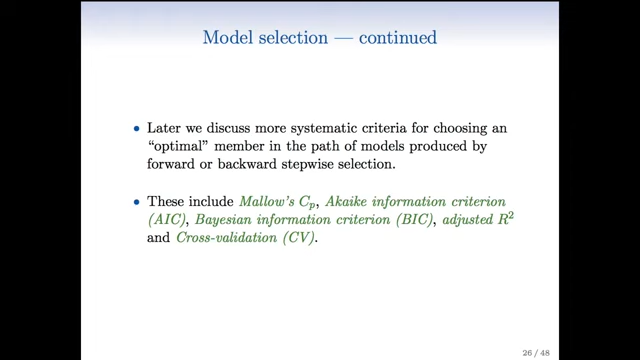 Model selection — continued
• Later we discuss more systematic criteria for choosing an
“optimal” member in the path of models produced by
forward or backward stepwise selection.
• These include Mallow's Cₚ, Akaike information criterion
(AIC), Bayesian information criterion (BIC), adjusted R²
and Cross-validation (CV).
26 / 48